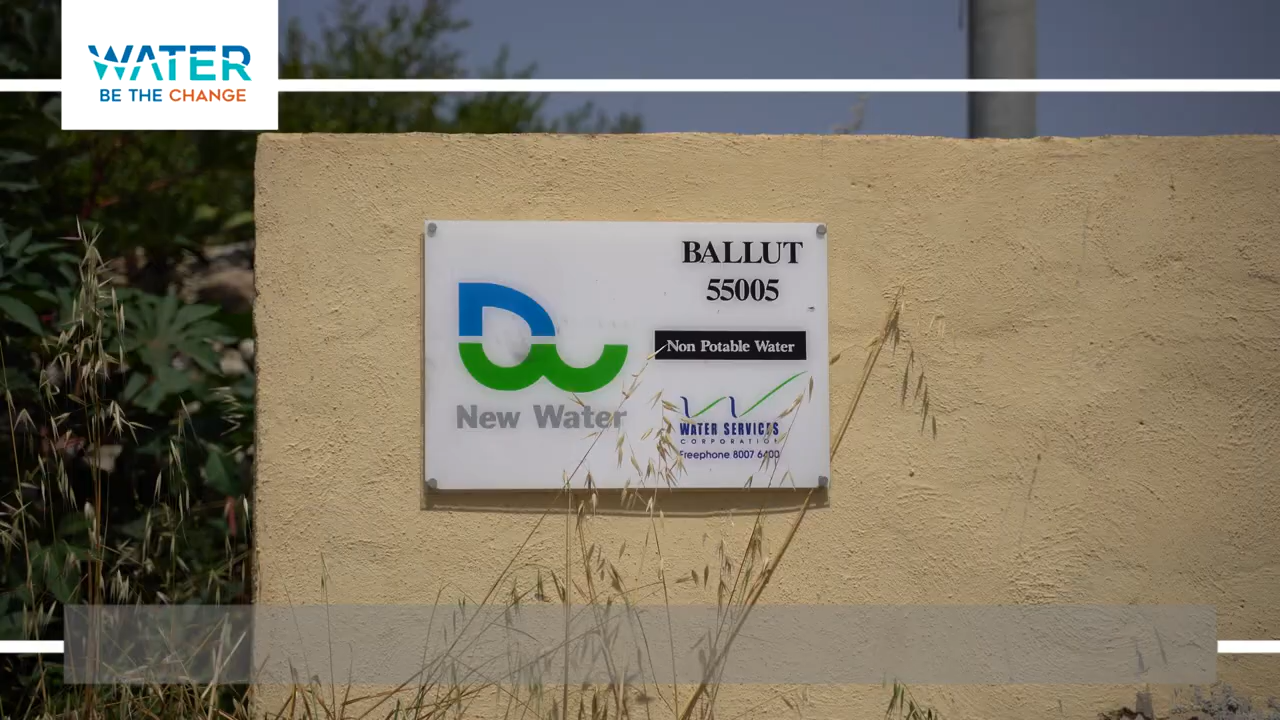 WATER
BE THE CHANGE
BALLUT
55005
Non Potable Water
New Water
WATER SERVICES
CORPORATION
Freephone 8007 6400